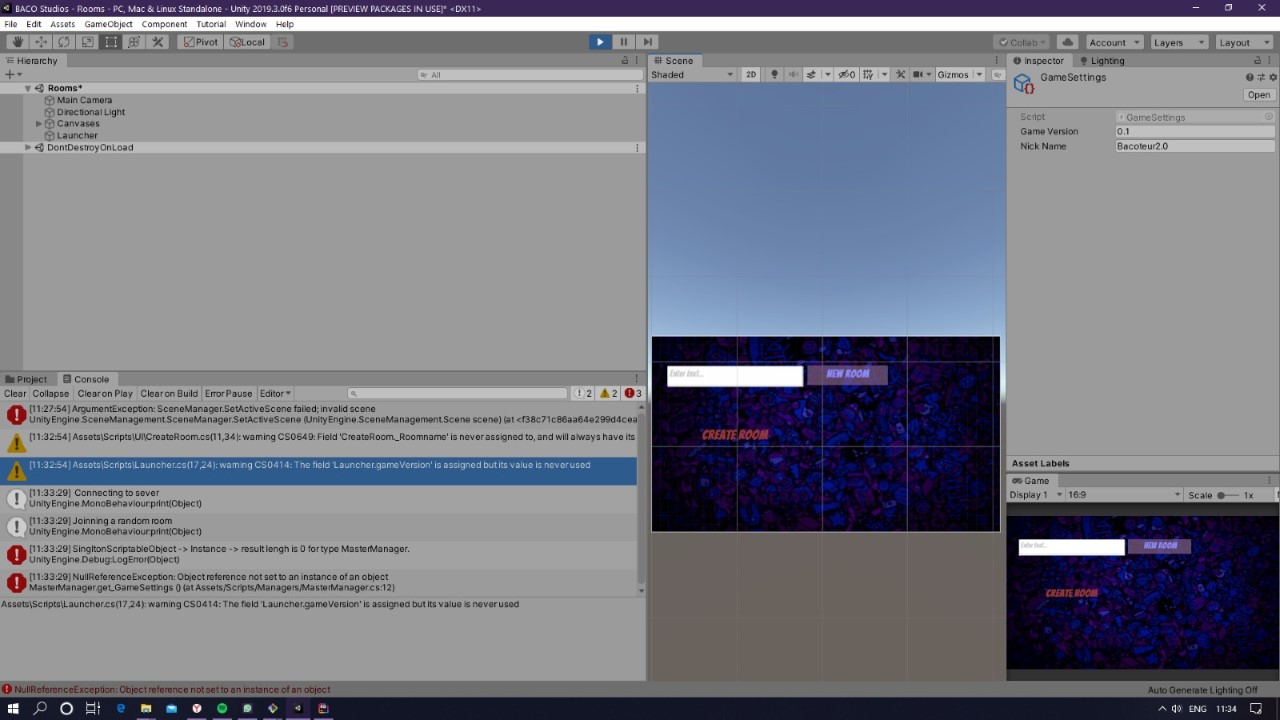 BACO Studios - Rooms - PC, Mac & Linux Standalone - Unity 2019.3.0f6 Personal [PREVIEW PACKAGES IN USE]* <DX11>
File Edit Assets GameObject Component Tutorial Window Help
Pivot Local Collab Account Layers Layout
Hierarchy
All
Rooms*
Main Camera
Directional Light
Canvases
Launcher
DontDestroyOnLoad
Scene
Shaded 2D 0 Gizmos
Enter text...
NEW ROOM
CREATE ROOM
Inspector Lighting
GameSettings
Open
Script GameSettings
Game Version 0.1
Nick Name Bacoteur2.0
Asset Labels
Project Console
Clear Collapse Clear on Play Clear on Build Error Pause Editor 2 2 3
[11:27:54] ArgumentException: SceneManager.SetActiveScene failed; invalid scene
UnityEngine.SceneManagement.SceneManager.SetActiveScene (UnityEngine.SceneManagement.Scene scene) (at <f38c71c86aa64e299d4cea
[11:32:54] Assets\Scripts\UI\CreateRoom.cs(11,34): warning CS0649: Field 'CreateRoom._Roomname' is never assigned to, and will always have its
[11:32:54] Assets\Scripts\Launcher.cs(17,24): warning CS0414: The field 'Launcher.gameVersion' is assigned but its value is never used
[11:33:29] Connecting to sever
UnityEngine.MonoBehaviour:print(Object)
[11:33:29] Joinning a random room
UnityEngine.MonoBehaviour:print(Object)
[11:33:29] SingltonScriptableObject -> Instance -> result lengh is 0 for type MasterManager.
UnityEngine.Debug:LogError(Object)
[11:33:29] NullReferenceException: Object reference not set to an instance of an object
MasterManager.get_GameSettings () (at Assets/Scripts/Managers/MasterManager.cs:12)
Assets\Scripts\Launcher.cs(17,24): warning CS0414: The field 'Launcher.gameVersion' is assigned but its value is never used
Game
Display 1 16:9 Scale 1x
Enter text...
NEW ROOM
CREATE ROOM
NullReferenceException: Object reference not set to an instance of an object
Auto Generate Lighting Off
ENG 11:34